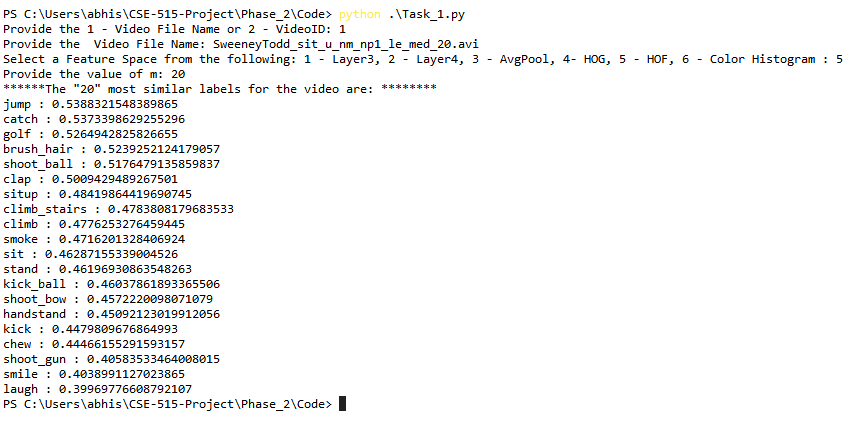 PS C:\Users\abhis\CSE-515-Project\Phase_2\Code> python .\Task_1.py
Provide the 1 - Video File Name or 2 - VideoID: 1
Provide the  Video File Name: SweeneyTodd_sit_u_nm_np1_le_med_20.avi
Select a Feature Space from the following: 1 - Layer3, 2 - Layer4, 3 - AvgPool, 4- HOG, 5 - HOF, 6 - Color Histogram : 5
Provide the value of m: 20
******The "20" most similar labels for the video are: ********
jump : 0.5388321548389865
catch : 0.5373398629255296
golf : 0.5264942825826655
brush_hair : 0.5239252124179057
shoot_ball : 0.5176479135859837
clap : 0.5009429489267501
situp : 0.48419864419690745
climb_stairs : 0.4783808179683533
climb : 0.4776253276459445
smoke : 0.4716201328406924
sit : 0.46287155339004526
stand : 0.46196930863548263
kick_ball : 0.46037861893365506
shoot_bow : 0.4572220098071079
handstand : 0.45092123019912056
kick : 0.4479809676864993
chew : 0.44466155291593157
shoot_gun : 0.40583533464008015
smile : 0.4038991127023865
laugh : 0.39969776608792107
PS C:\Users\abhis\CSE-515-Project\Phase_2\Code>